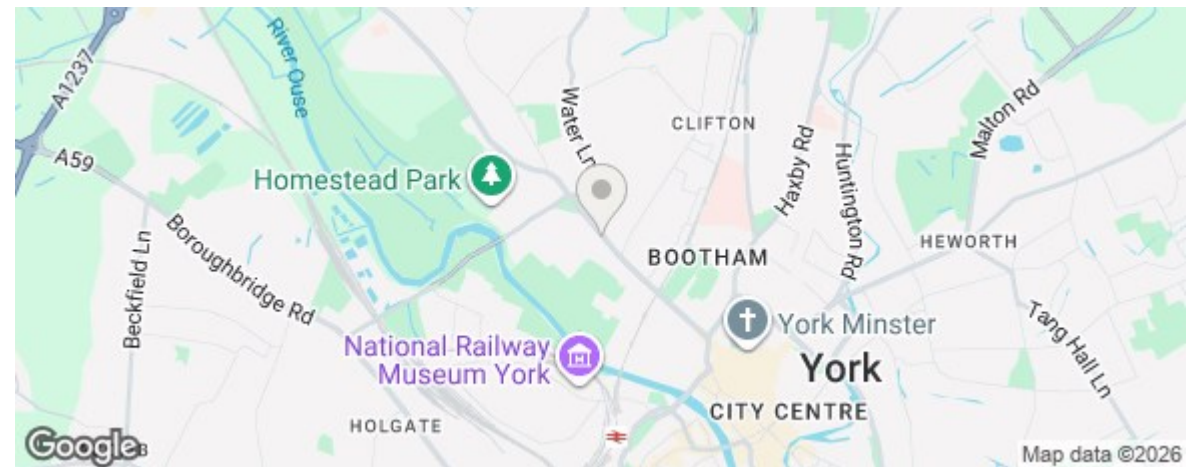 A1237
River Ouse
A59
Water Ln
CLIFTON
Haxby Rd
Huntington Rd
Malton Rd
Homestead Park
Beckfield Ln
Boroughbridge Rd
BOOTHAM
HEWORTH
York Minster
Tang Hall Ln
National Railway
Museum York
York
CITY CENTRE
HOLGATE
Google
B
Map data ©2026